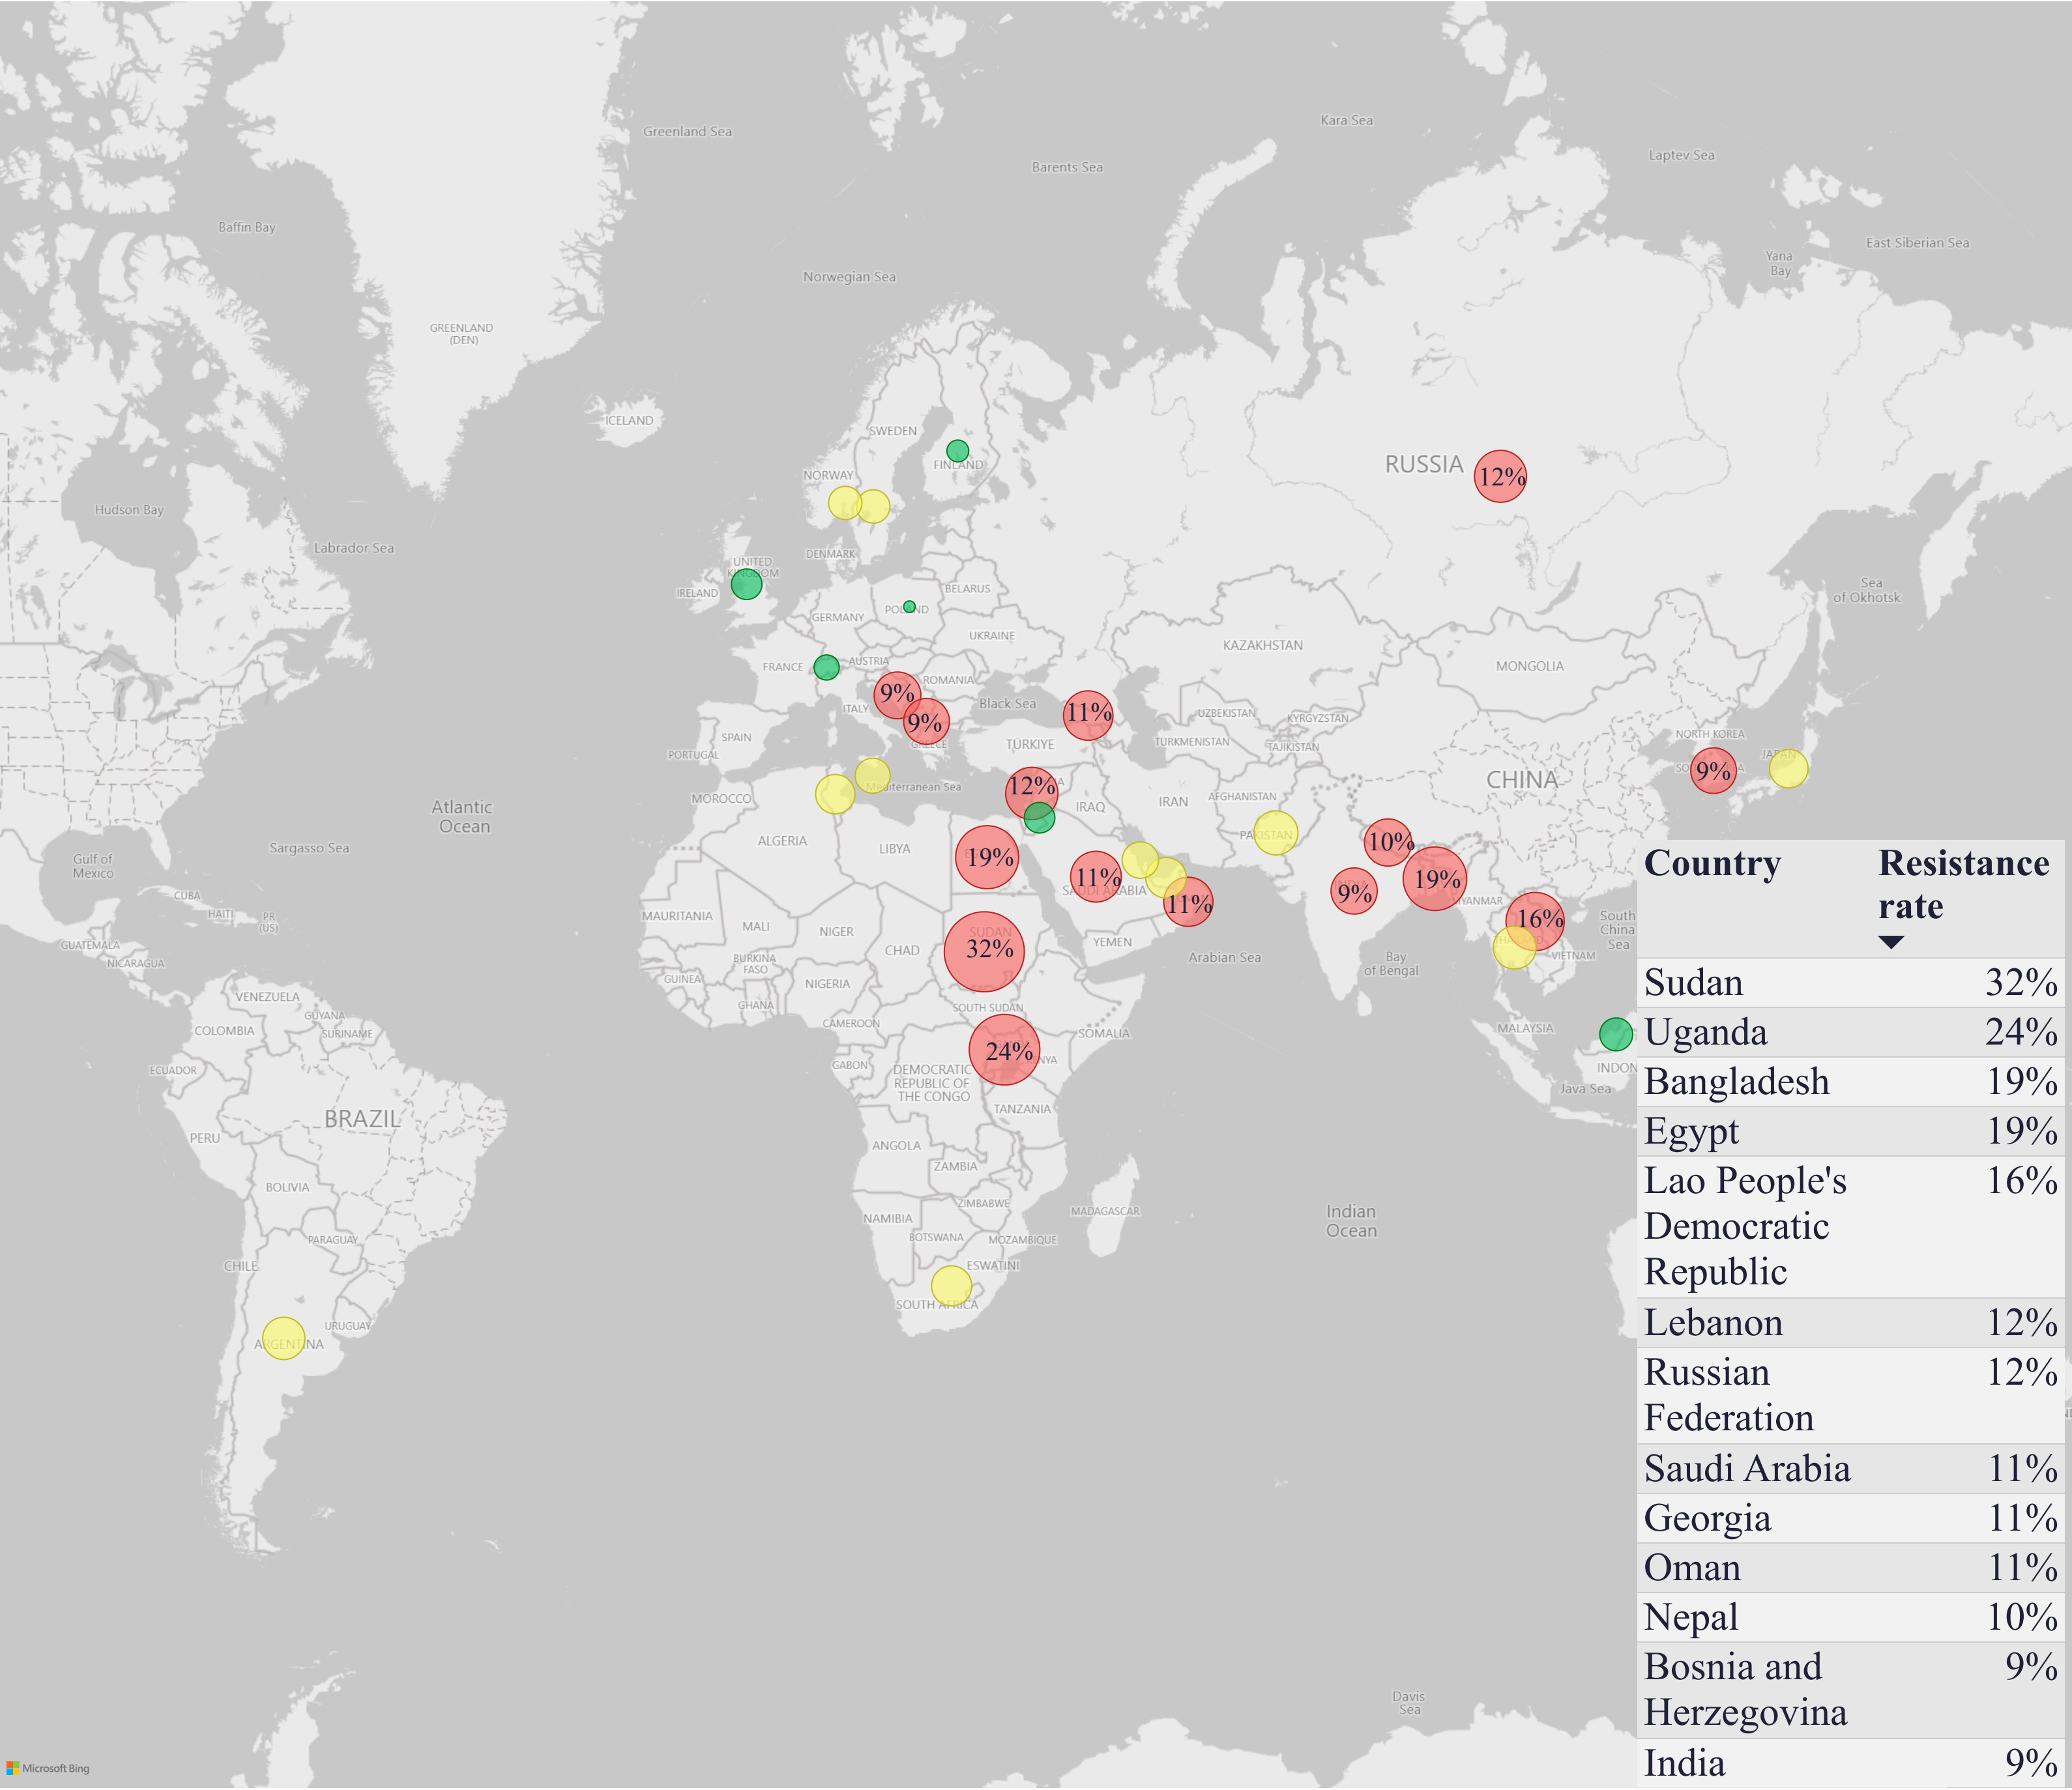 Greenland Sea
Kara Sea
Barents Sea
Laptev Sea
Baffin Bay
East Siberian Sea
Norwegian Sea
Yana
Bay
GREENLAND
(DEN)
ICELAND
SWEDEN
FINLAND
RUSSIA
12%
NORWAY
Hudson Bay
Labrador Sea
DENMARK
UNITED
KINGDOM
IRELAND
BELARUS
Sea
of Okhotsk
POLAND
GERMANY
UKRAINE
KAZAKHSTAN
MONGOLIA
FRANCE
AUSTRIA
ROMANIA
9%
Black Sea
ITALY
9%
11%
UZBEKISTAN
KYRGYZSTAN
SPAIN
PORTUGAL
GREECE
TÜRKIYE
TURKMENISTAN
TAJIKISTAN
NORTH KOREA
JAPAN
9%
CHINA
12%
Mediterranean Sea
MOROCCO
IRAQ
IRAN
AFGHANISTAN
Atlantic
Ocean
ALGERIA
LIBYA
PAKISTAN
10%
Sargasso Sea
Gulf of
Mexico
19%
11%
SAUDI ARABIA
11%
9%
19%
MYANMAR
16%
THAILAND
VIETNAM
South
China
Sea
CUBA
HAITI
PR
(US)
MAURITANIA
MALI
NIGER
CHAD
SUDAN
32%
YEMEN
Arabian Sea
Bay
of Bengal
GUATEMALA
NICARAGUA
BURKINA
FASO
GUINEA
NIGERIA
GHANA
SOUTH SUDAN
VENEZUELA
GUYANA
SURINAME
COLOMBIA
CAMEROON
SOMALIA
MALAYSIA
24%
NYA
ECUADOR
GABON
DEMOCRATIC
REPUBLIC OF
THE CONGO
INDON
Java Sea
BRAZIL
TANZANIA
PERU
ANGOLA
ZAMBIA
BOLIVIA
ZIMBABWE
NAMIBIA
MADAGASCAR
Indian
Ocean
PARAGUAY
BOTSWANA
MOZAMBIQUE
CHILE
ESWATINI
SOUTH AFRICA
URUGUAY
ARGENTINA
Davis
Sea
Microsoft Bing
Country Resistance
rate
Sudan 32%
Uganda 24%
Bangladesh 19%
Egypt 19%
Lao People's 16%
Democratic
Republic
Lebanon 12%
Russian 12%
Federation
Saudi Arabia 11%
Georgia 11%
Oman 11%
Nepal 10%
Bosnia and 9%
Herzegovina
India 9%